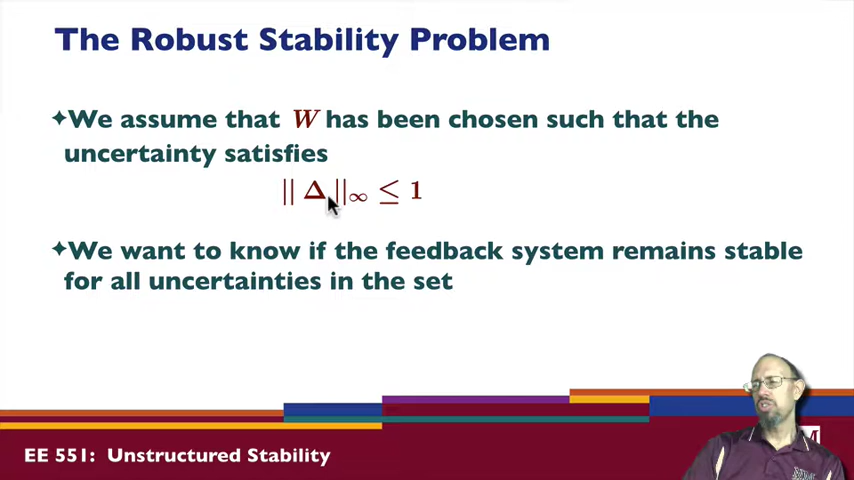 The Robust Stability Problem
✦We assume that W has been chosen such that the
uncertainty satisfies
|| Δ ||∞ ≤ 1
✦We want to know if the feedback system remains stable
for all uncertainties in the set
EE 551: Unstructured Stability